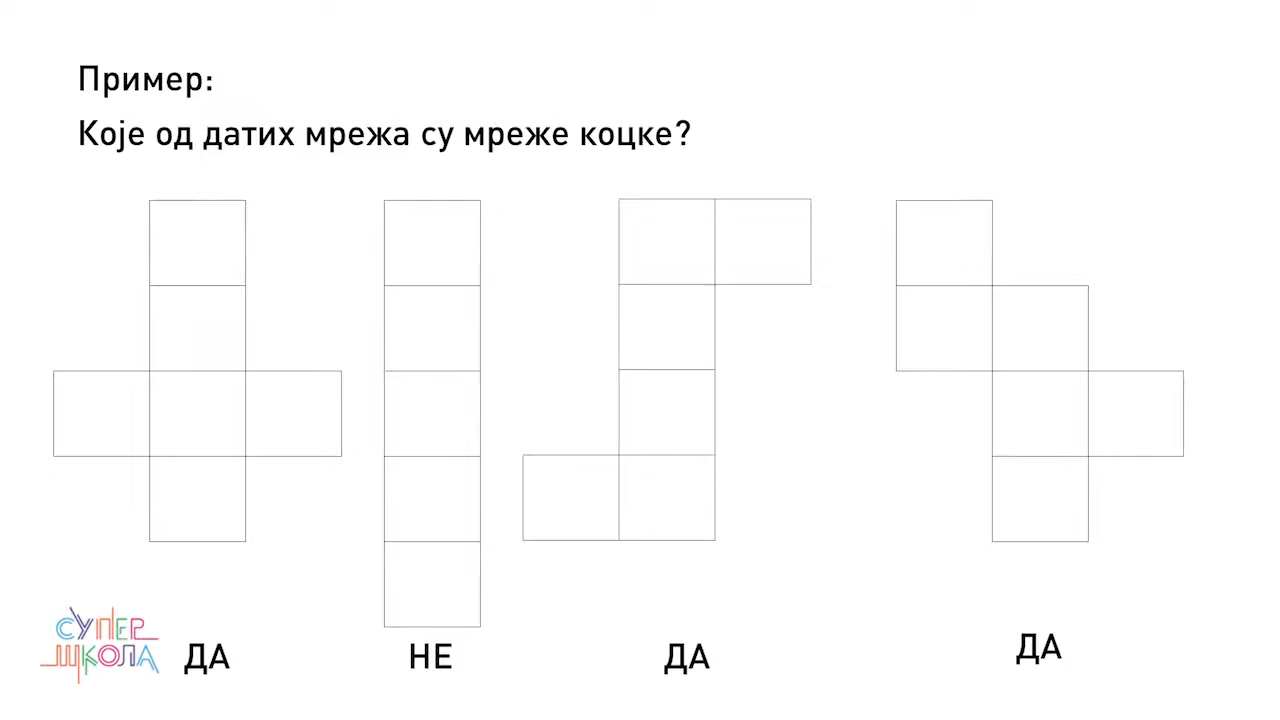 Пример:
Које од датих мрежа су мреже коцке?
СУПЕР
ШКОЛА
ДА
НЕ
ДА
ДА